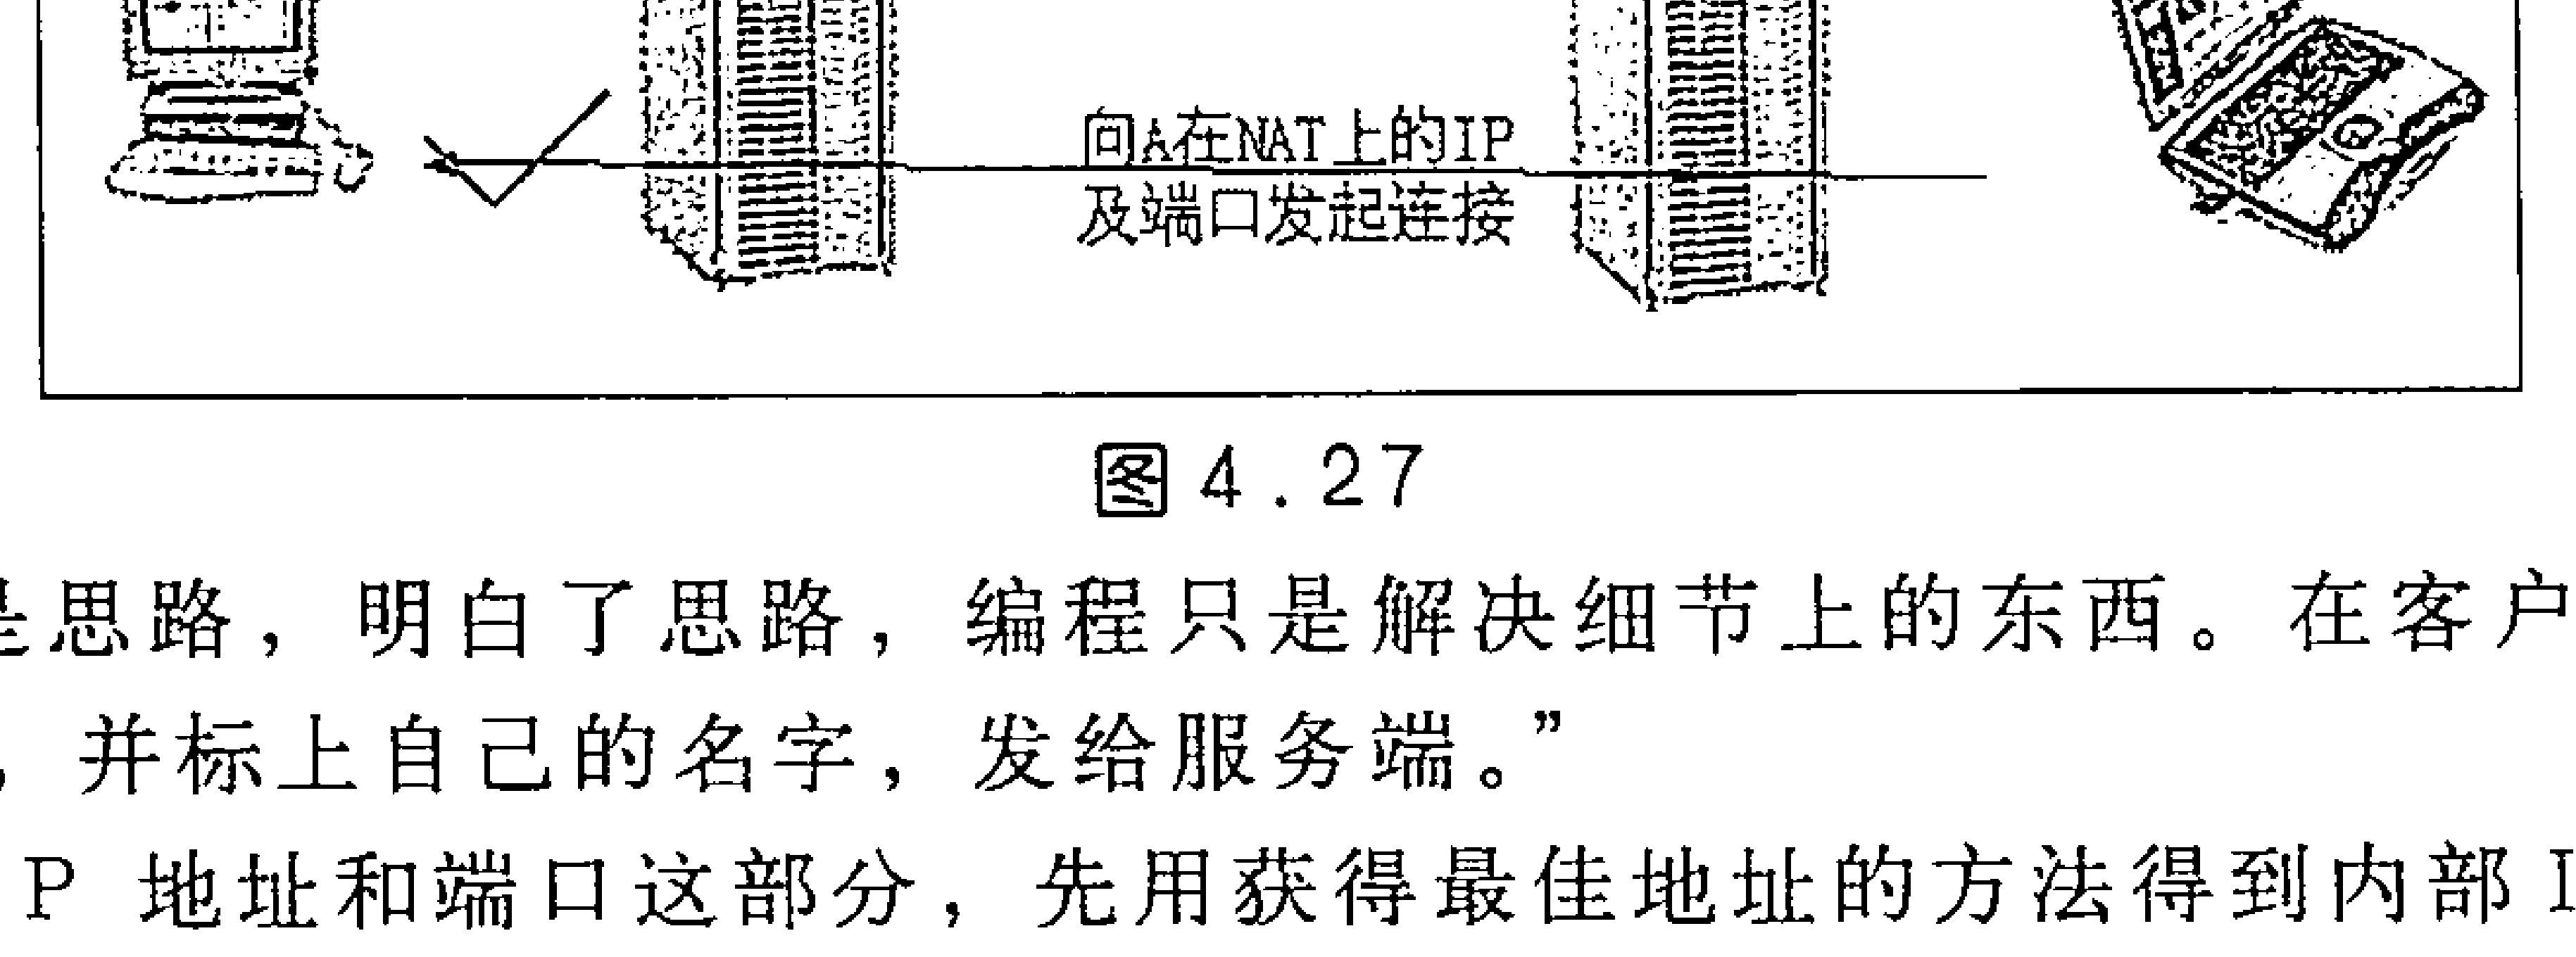 向A在NAT上的IP
及端口发起连接
图4.27
是思路，明白了思路，编程只是解决细节上的东西。在客户
，并标上自己的名字，发给服务端。”
P 地址和端口这部分，先用获得最佳地址的方法得到内部 I